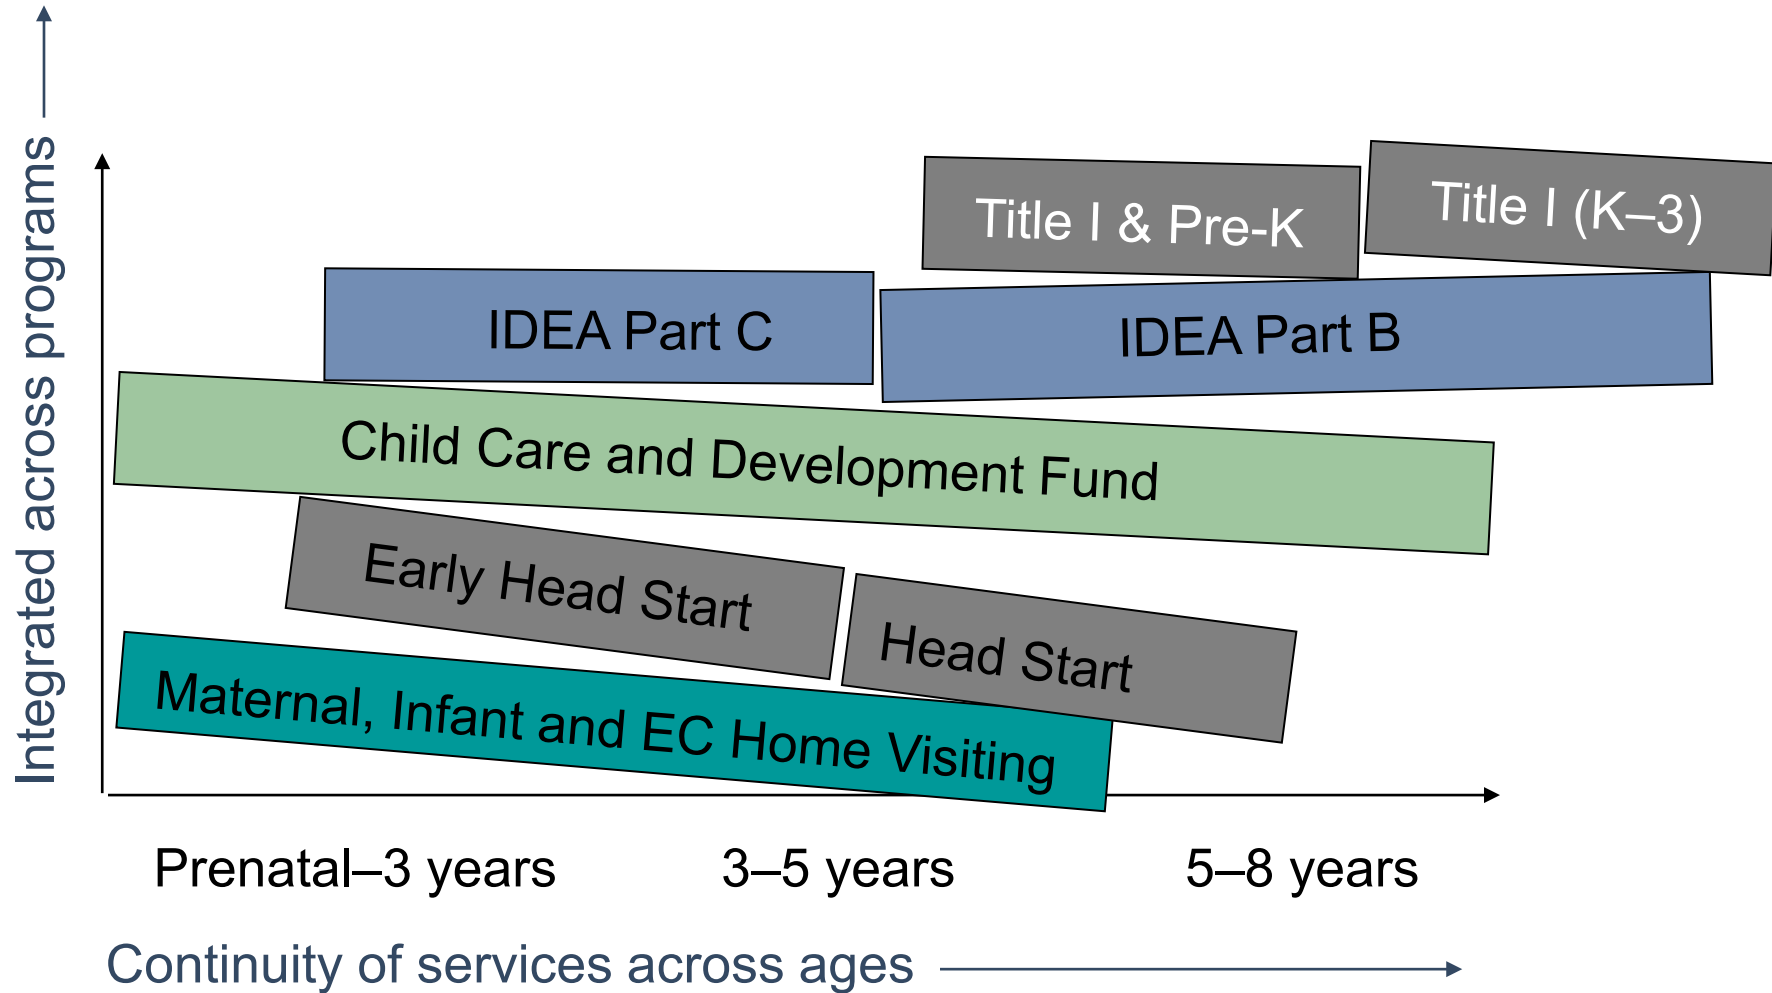 Integrated across programs
Title I & Pre-K
Title I (K–3)
IDEA Part C
IDEA Part B
Child Care and Development Fund
Early Head Start
Head Start
Maternal, Infant and EC Home Visiting
Prenatal–3 years
3–5 years
5–8 years
Continuity of services across ages